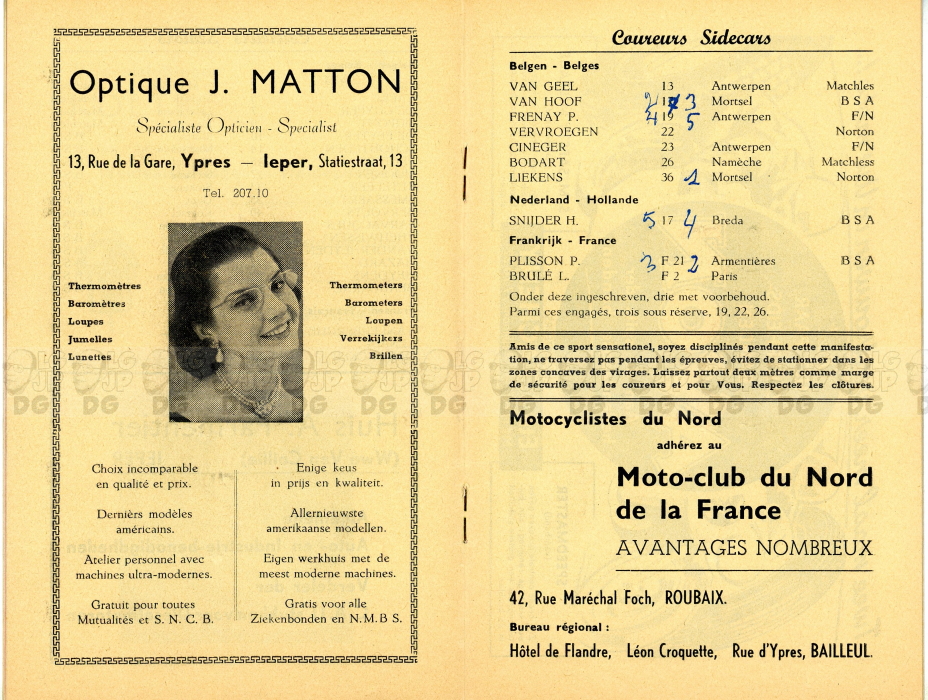 Optique J. MATTON
Spécialiste Opticien - Specialist
13, Rue de la Gare, Ypres — Ieper, Statiestraat, 13
Tel. 207.10
Thermomètres
Baromètres
Loupes
Jumelles
Lunettes
Thermometers
Barometers
Loupen
Verrekijkers
Brillen
Choix incomparable
en qualité et prix.
Dernièrs modèles
américains.
Atelier personnel avec
machines ultra-modernes.
Gratuit pour toutes
Mutualités et S. N. C. B.
Enige keus
in prijs en kwaliteit.
Allernieuwste
amerikaanse modellen.
Eigen werkhuis met de
meest moderne machines.
Gratis voor alle
Ziekenbonden en N.M.B S.
Coureurs Sidecars
Belgen - Belges
VAN GEEL 13 Antwerpen Matchles
VAN HOOF 2 3 Mortsel B S A
FRENAY P. 4 19 5 Antwerpen F/N
VERVROEGEN 22 Norton
CINEGER 23 Antwerpen F/N
BODART 26 Namèche Matchless
LIEKENS 36 1 Mortsel Norton
Nederland - Hollande
SNIJDER H. 5 17 4 Breda B S A
Frankrijk - France
PLISSON P. 3 F 21 2 Armentières B S A
BRULÉ L. F 2 Paris
Onder deze ingeschreven, drie met voorbehoud.
Parmi ces engagés, trois sous réserve, 19, 22, 26.
Amis de ce sport sensationel, soyez disciplinés pendant cette manifesta-
tion, ne traversez pas pendant les épreuves, évitez de stationner dans les
zones concaves des virages. Laissez partout deux mètres comme marge
de sécurité pour les coureurs et pour Vous. Respectez les clôtures.
Motocyclistes du Nord
adhérez au
Moto-club du Nord
de la France
AVANTAGES NOMBREUX
42, Rue Maréchal Foch, ROUBAIX.
Bureau régional :
Hôtel de Flandre, Léon Croquette, Rue d'Ypres, BAILLEUL.